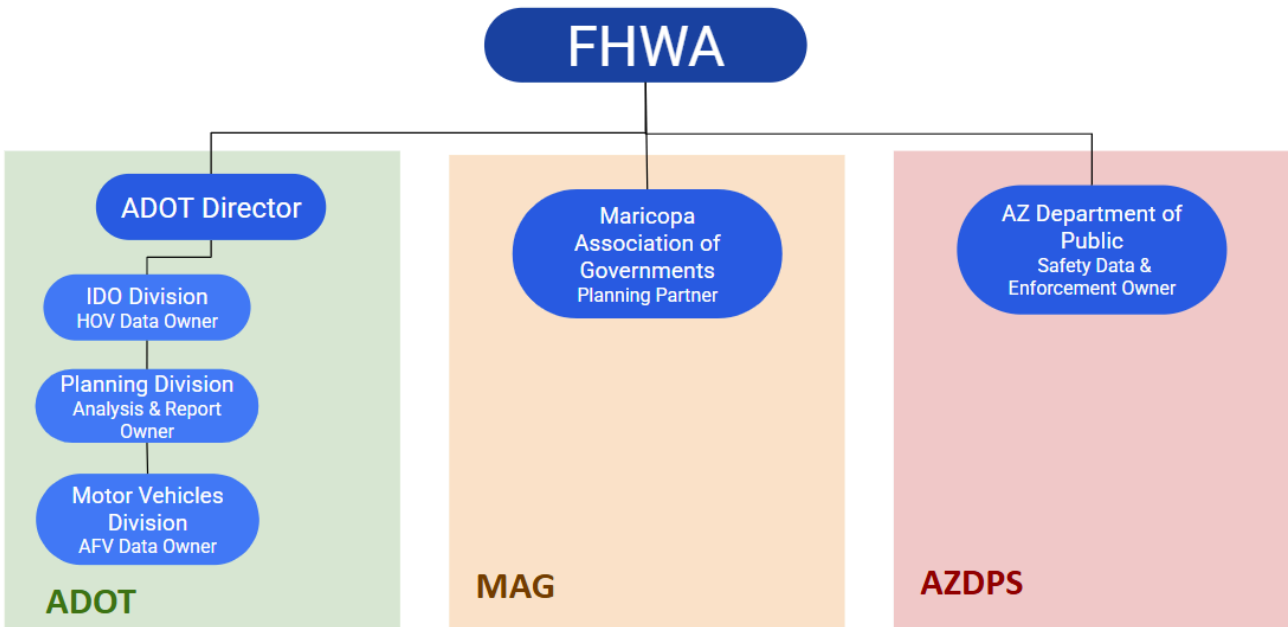 FHWA
ADOT Director
IDO Division
HOV Data Owner
Planning Division
Analysis & Report
Owner
Motor Vehicles
Division
AFV Data Owner
ADOT
Maricopa
Association of
Governments
Planning Partner
MAG
AZ Department of
Public
Safety Data &
Enforcement Owner
AZDPS